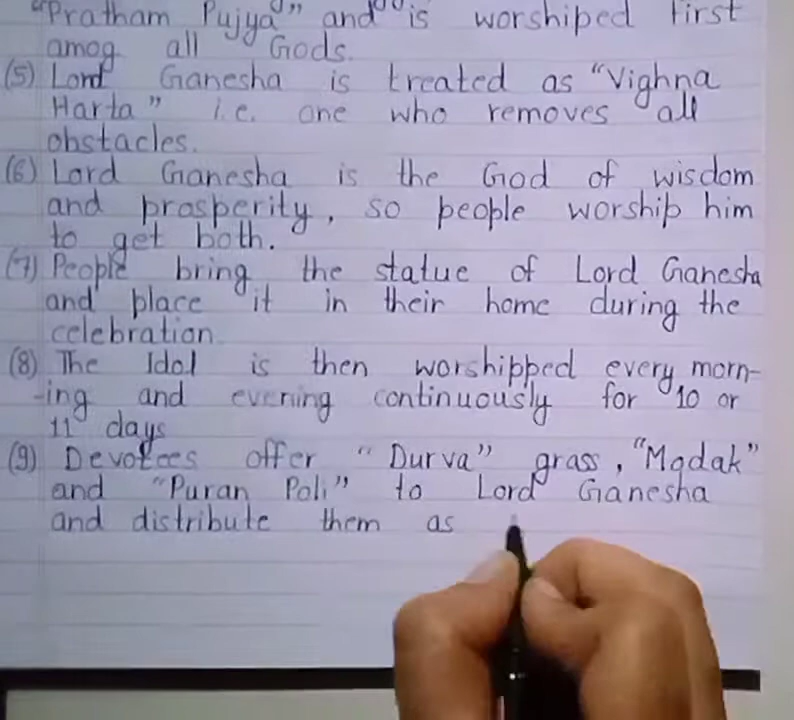 "Pratham Pujya" and is worshiped first
amog all Gods.
(5) Lord Ganesha is treated as "Vighna
Harta" i.e. one who removes all
obstacles.
(6) Lord Ganesha is the God of wisdom
and prosperity, so people worship him
to get both.
(7) People bring the statue of Lord Ganesha
and place it in their home during the
celebration
(8) The Idol is then worshipped every morn-
-ing and evening continuously for 10 or
11 days
(9) Devotees offer "Durva" grass, "Modak"
and "Puran Poli" to Lord Ganesha
and distribute them as